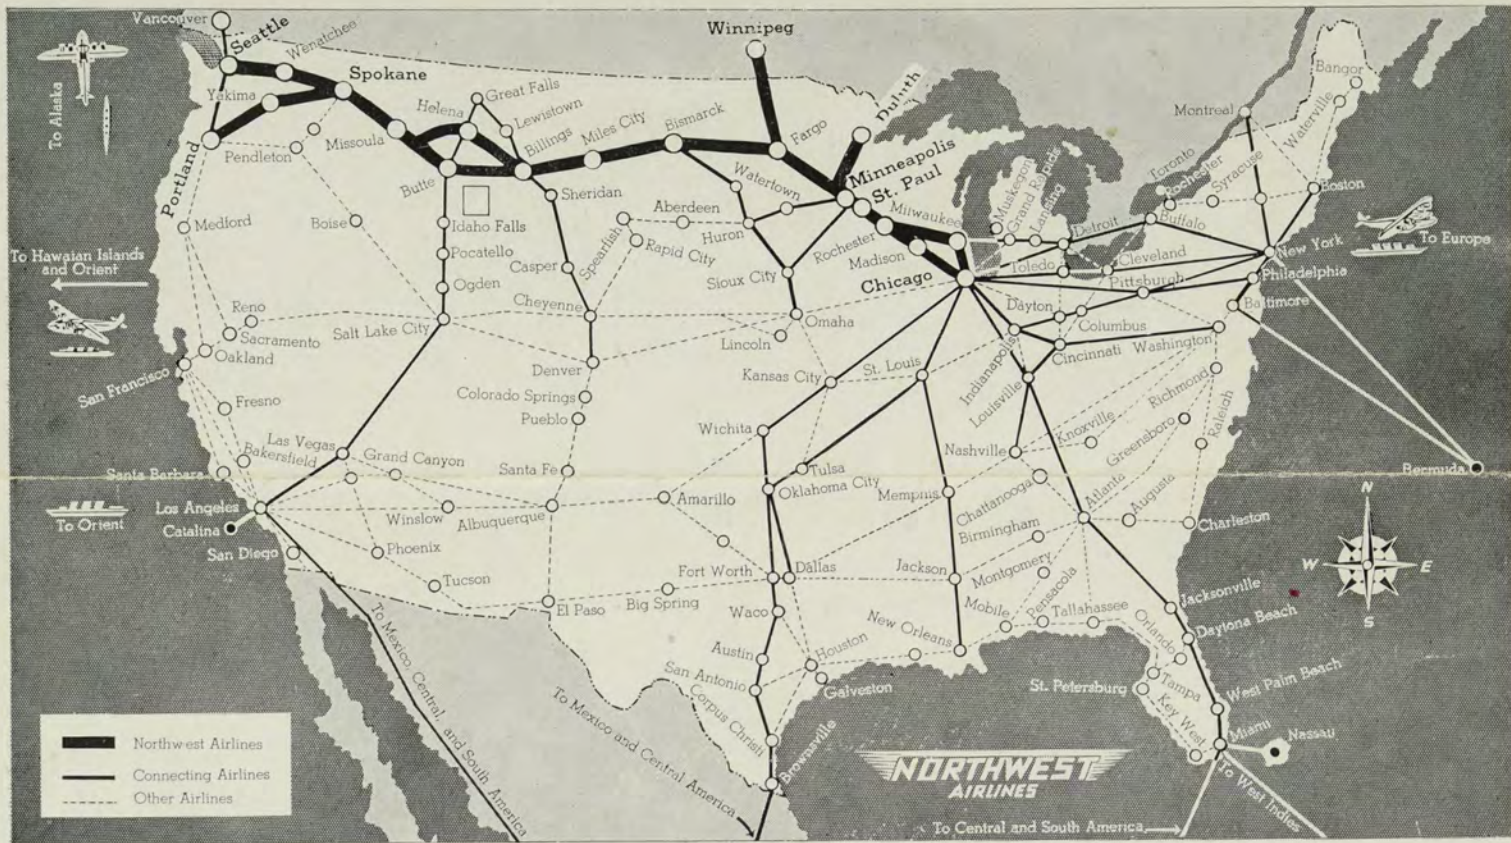 Vancouver
Seattle
Wenatchee
Spokane
Yakima
Portland
Pendleton
Missoula
Helena
Great Falls
Lewistown
Billings
Miles City
Bismarck
Winnipeg
Fargo
Duluth
Minneapolis
St. Paul
Butte
Sheridan
Idaho Falls
Pocatello
Ogden
Casper
Cheyenne
Salt Lake City
Boise
Medford
Reno
Sacramento
Oakland
San Francisco
Fresno
Las Vegas
Bakersfield
Grand Canyon
Santa Barbara
Los Angeles
Catalina
San Diego
Winslow
Albuquerque
Phoenix
Tucson
El Paso
Big Spring
Denver
Colorado Springs
Pueblo
Santa Fe
Amarillo
Spearfish
Aberdeen
Rapid City
Huron
Watertown
Sioux City
Omaha
Lincoln
Kansas City
St. Louis
Wichita
Tulsa
Oklahoma City
Fort Worth
Dallas
Waco
Austin
San Antonio
Houston
Galveston
Corpus Christi
Brownsville
Rochester
Madison
Milwaukee
Chicago
Muskegon
Grand Rapids
Lansing
Detroit
Toledo
Cleveland
Pittsburgh
Dayton
Columbus
Cincinnati
Indianapolis
Louisville
Washington
Baltimore
Philadelphia
New York
Boston
Buffalo
Toronto
Rochester
Syracuse
Montreal
Waterville
Bangor
Richmond
Raleigh
Greensboro
Knoxville
Nashville
Chattanooga
Memphis
Atlanta
Augusta
Charleston
Birmingham
Jackson
Montgomery
Mobile
Pensacola
Tallahassee
New Orleans
Jacksonville
Daytona Beach
Orlando
Tampa
St. Petersburg
West Palm Beach
Key West
Miami
Nassau
Bermuda
To Alaska
To Hawaiian Islands
and Orient
To Orient
To Europe
To Mexico, Central, and South America
To Mexico and Central America
To Central and South America
To West Indies
N
W
E
S
Northwest Airlines
Connecting Airlines
Other Airlines
NORTHWEST
AIRLINES